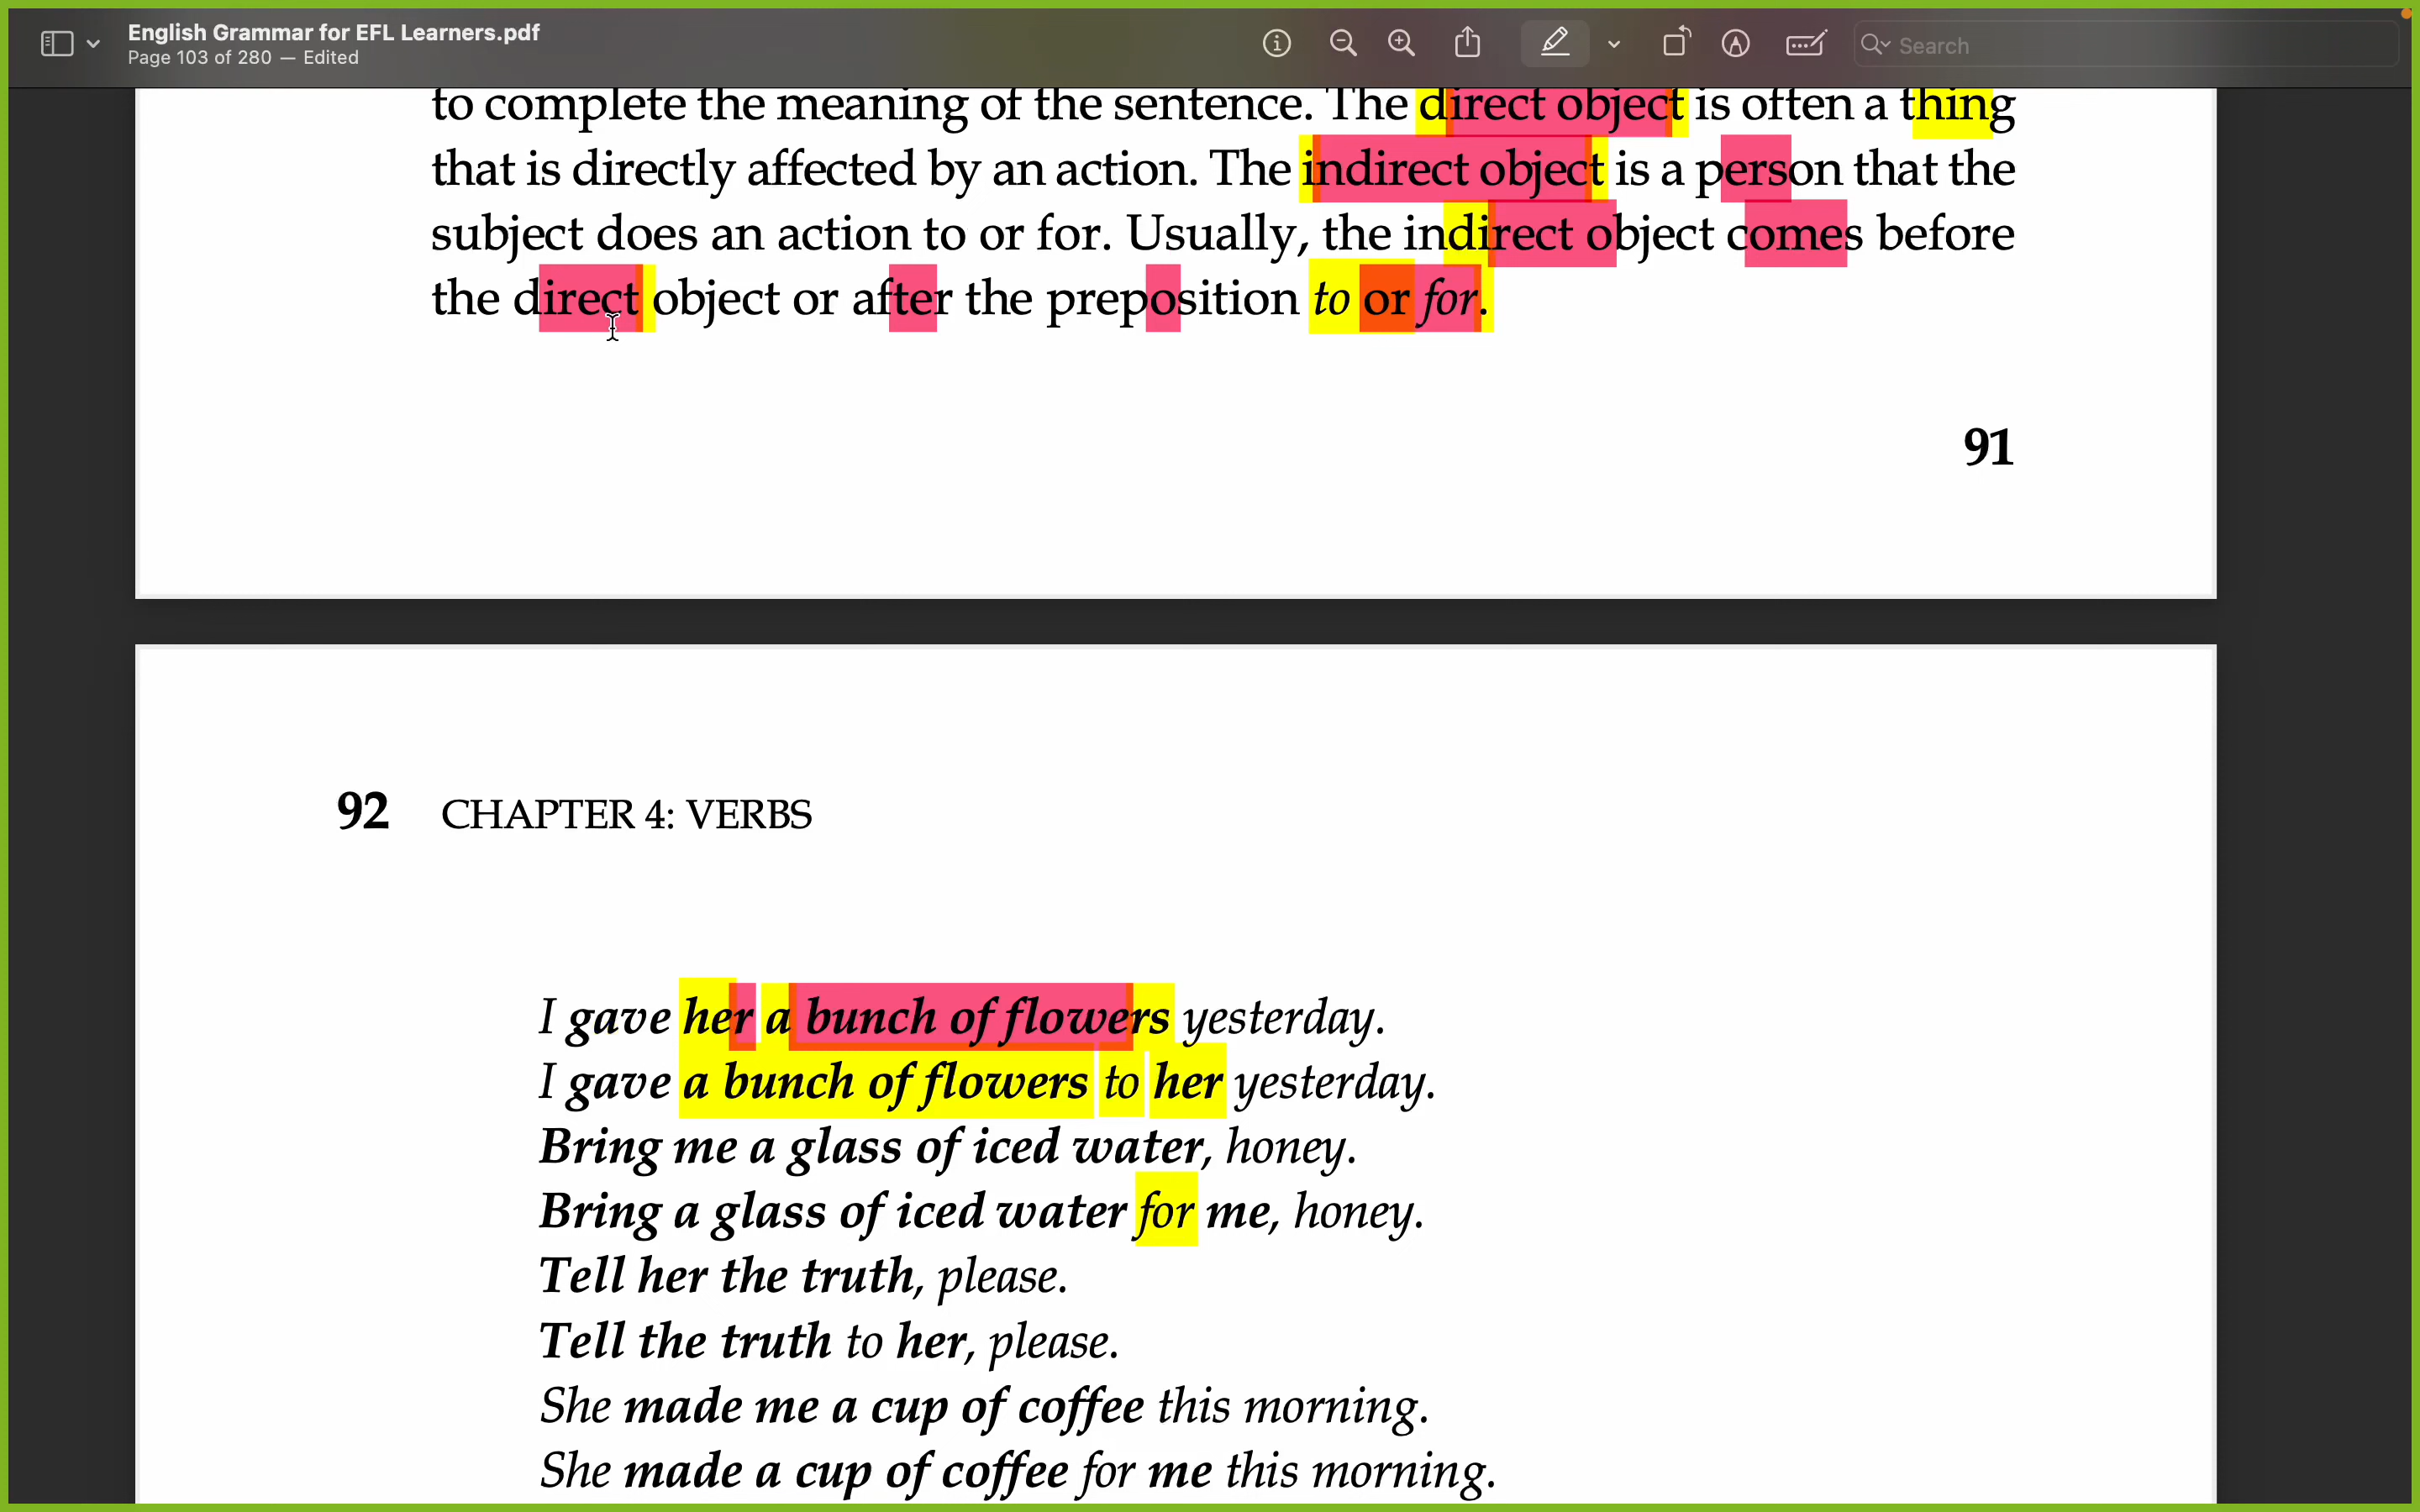 English Grammar for EFL Learners.pdf
Page 103 of 280 — Edited
Search
to complete the meaning of the sentence. The direct object is often a thing
that is directly affected by an action. The indirect object is a person that the
subject does an action to or for. Usually, the indirect object comes before
the direct object or after the preposition to or for.
91
92 CHAPTER 4: VERBS
I gave her a bunch of flowers yesterday.
I gave a bunch of flowers to her yesterday.
Bring me a glass of iced water, honey.
Bring a glass of iced water for me, honey.
Tell her the truth, please.
Tell the truth to her, please.
She made me a cup of coffee this morning.
She made a cup of coffee for me this morning.